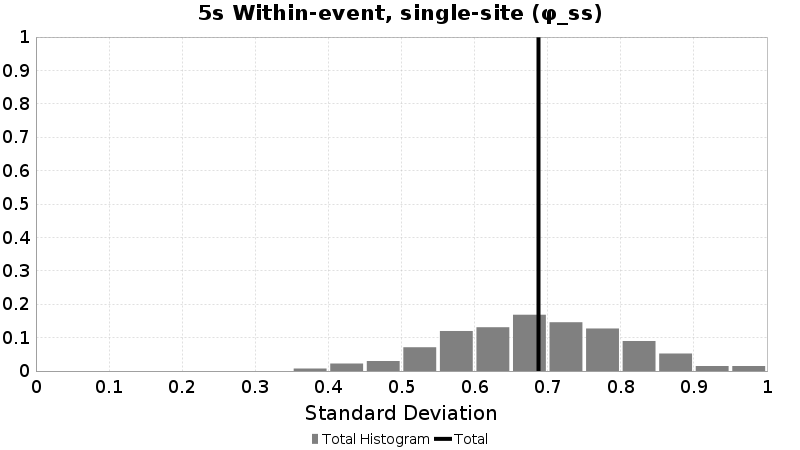 5s Within-event, single-site (φ_ss)
1
0.9
0.8
0.7
0.6
0.5
0.4
0.3
0.2
0.1
0
0 0.1 0.2 0.3 0.4 0.5 0.6 0.7 0.8 0.9 1
Standard Deviation
Total Histogram Total